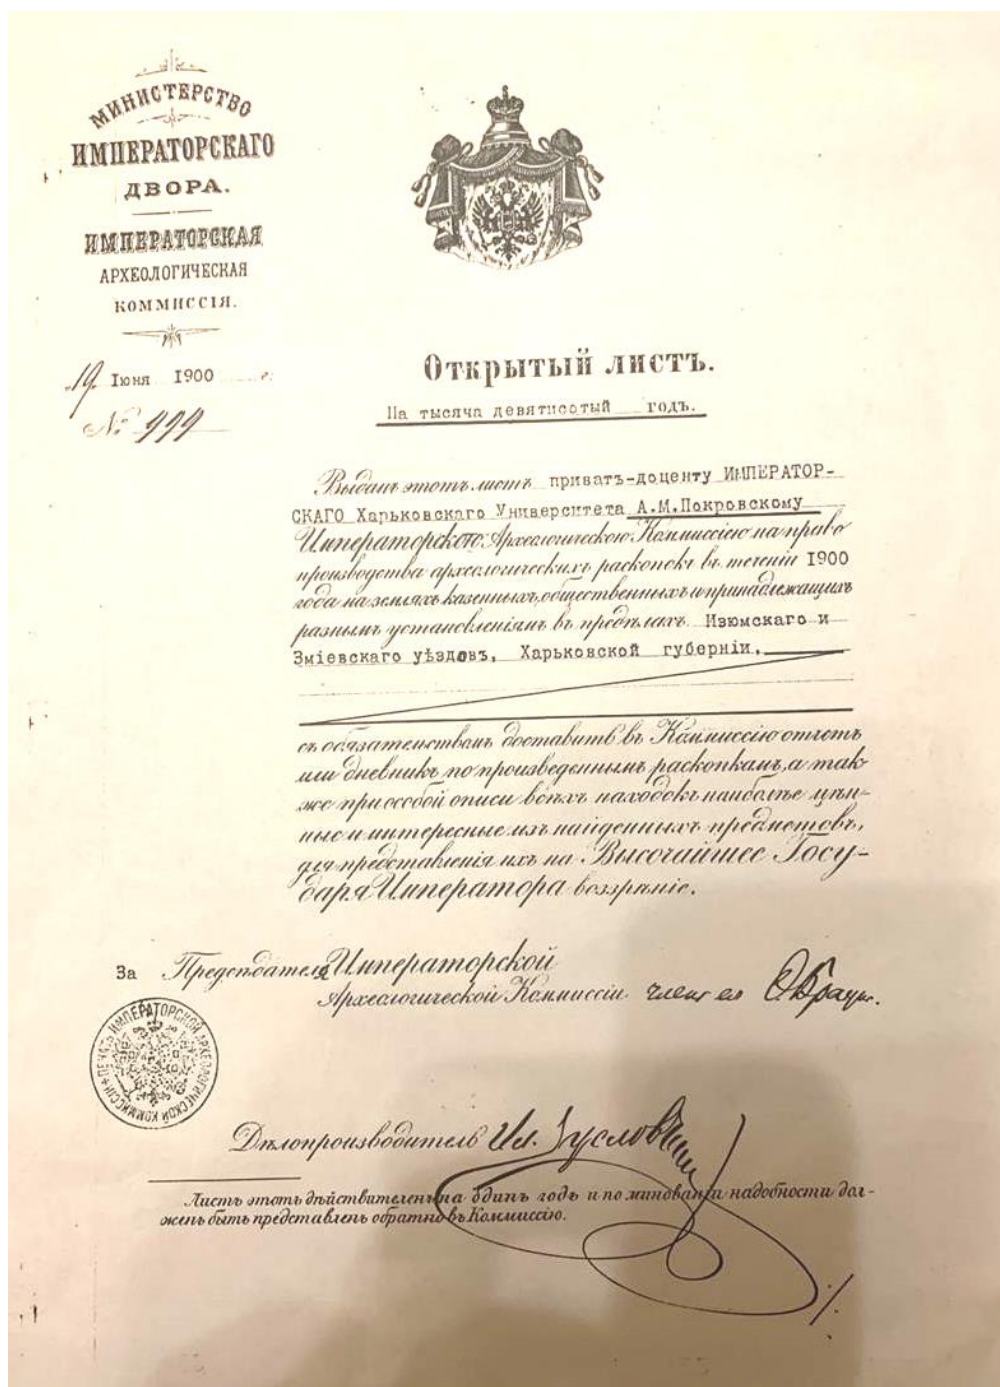 МИНИСТЕРСТВО
ИМПЕРАТОРСКАГО
ДВОРА.
ИМПЕРАТОРСКАЯ
АРХЕОЛОГИЧЕСКАЯ
КОММИССІЯ.
19 Іюня 1900 г.
№ 999
Открытый листъ.
На тысяча девятисотый годъ.
Выданъ этотъ листъ приватъ-доценту ИМПЕРАТОР-
СКАГО Харьковскаго Университета А.М.Покровскому
Императорскою Археологическою Коммиссіею на право
производства археологическихъ раскопокъ въ теченіи 1900
года на земляхъ казенныхъ, общественныхъ и принадлежащихъ
разнымъ установленіямъ въ предѣлахъ Изюмскаго и
Зміевскаго уѣздовъ, Харьковской губерніи,
съ обязательствомъ доставить въ Коммиссію отчетъ
или дневникъ по произведеннымъ раскопкамъ, а так-
же при особой описи всѣхъ находокъ наиболѣе цѣн-
ные и интересные изъ найденныхъ предметовъ,
для представленія ихъ на Высочайшее Госу-
даря Императора воззрѣніе.
За Предсѣдателя Императорской
Археологической Коммиссіи членъ ея
ПЕЧАТЬ ИМПЕРАТОРСКОЙ АРХЕОЛОГИЧЕСКОЙ КОММИССІИ
Дѣлопроизводитель
Листъ этотъ дѣйствителенъ на одинъ годъ и по минованіи надобности дол-
женъ быть представленъ обратно въ Коммиссію.